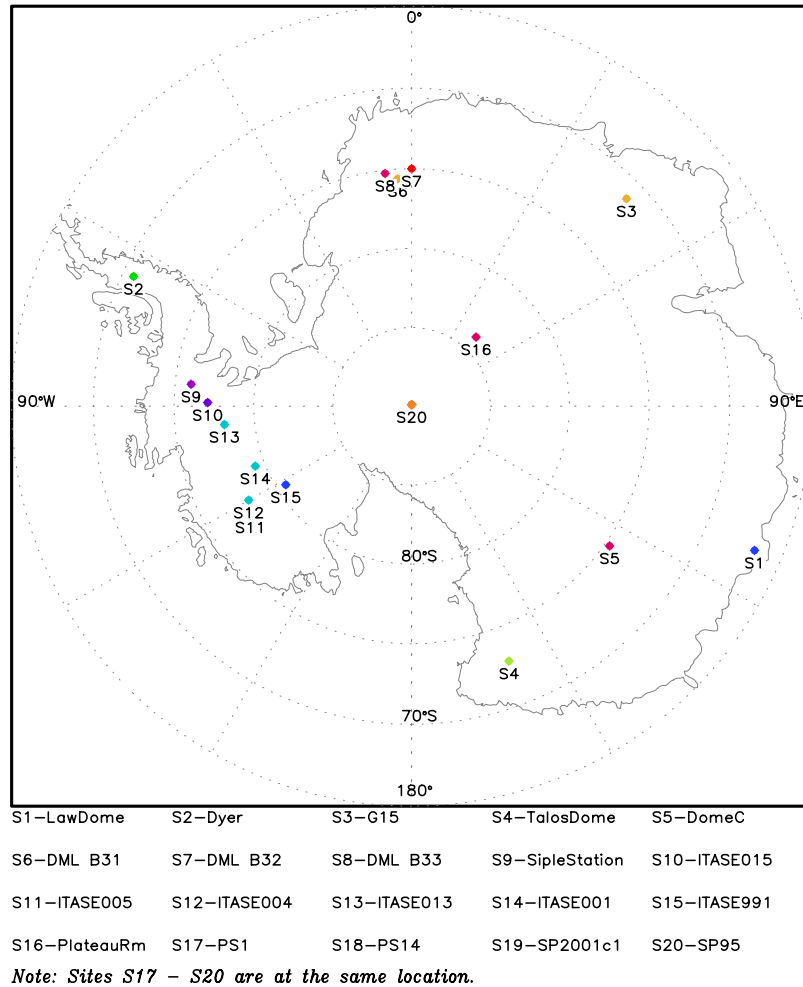 0°
S8 S6 S7
S3
S2
S16
90°W
S9
S10
S20
90°E
S13
S14
S15
S12
S11
80°S
S5
S1
S4
70°S
180°
S1-LawDome S2-Dyer S3-G15 S4-TalosDome S5-DomeC
S6-DML B31 S7-DML B32 S8-DML B33 S9-SipleStation S10-ITASE015
S11-ITASE005 S12-ITASE004 S13-ITASE013 S14-ITASE001 S15-ITASE991
S16-PlateauRm S17-PS1 S18-PS14 S19-SP2001c1 S20-SP95
Note: Sites S17 - S20 are at the same location.